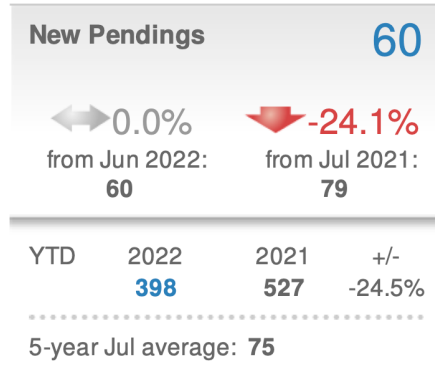 New Pendings 60
0.0% -24.1%
from Jun 2022: from Jul 2021:
60 79
YTD 2022 2021 +/-
398 527 -24.5%
5-year Jul average: 75